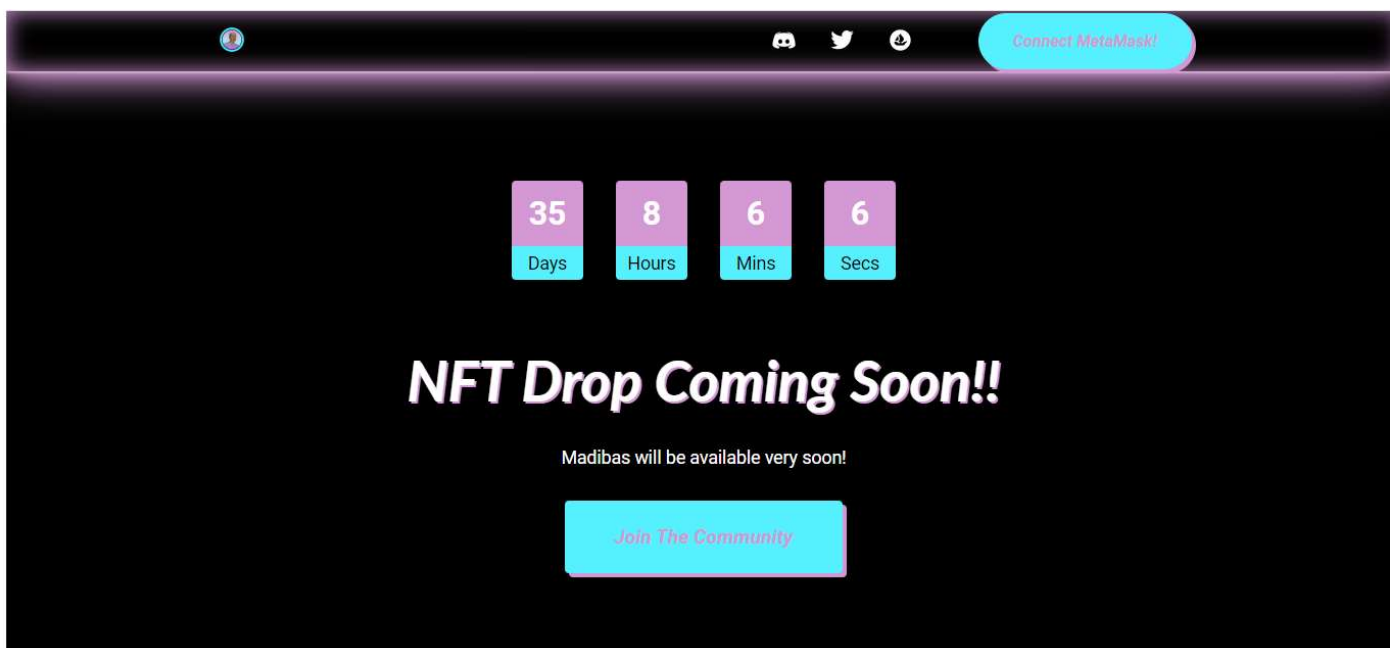 Connect MetaMask!
35 8 6 6
Days Hours Mins Secs
NFT Drop Coming Soon!!
Madibas will be available very soon!
Join The Community